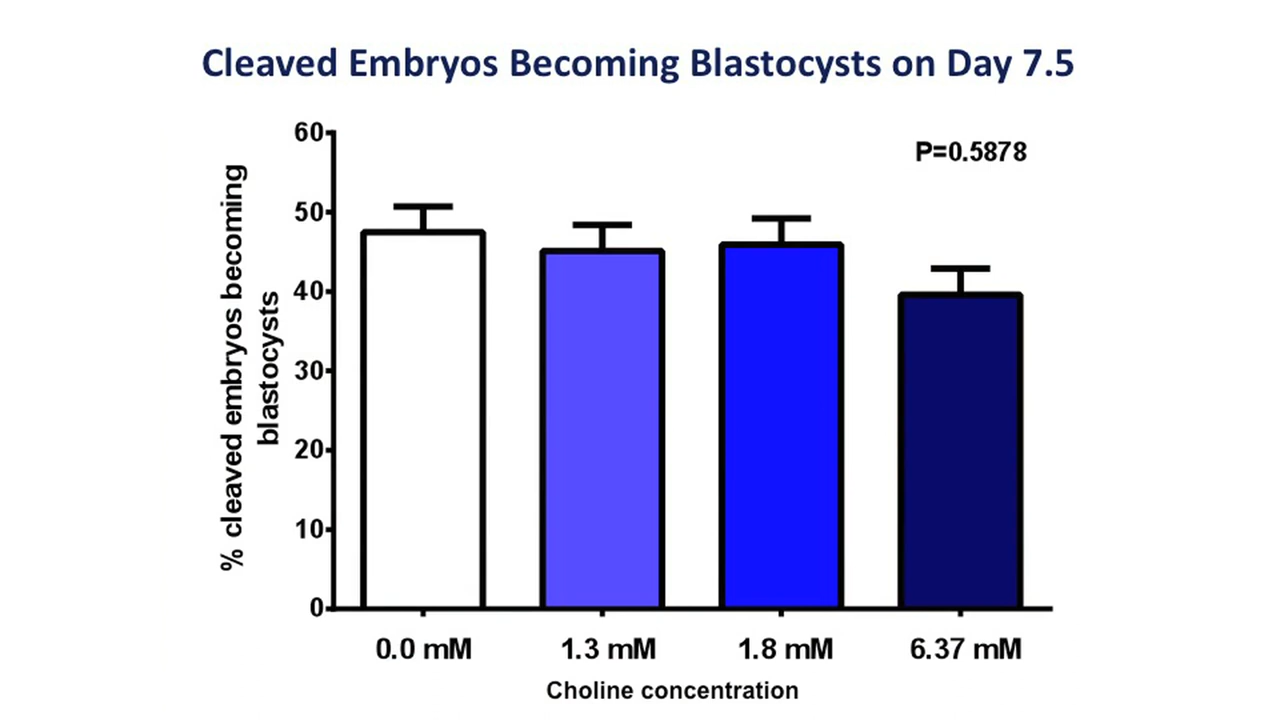 Cleaved Embryos Becoming Blastocysts on Day 7.5
P=0.5878
% cleaved embryos becoming
blastocysts
60
50
40
30
20
10
0
0.0 mM 1.3 mM 1.8 mM 6.37 mM
Choline concentration